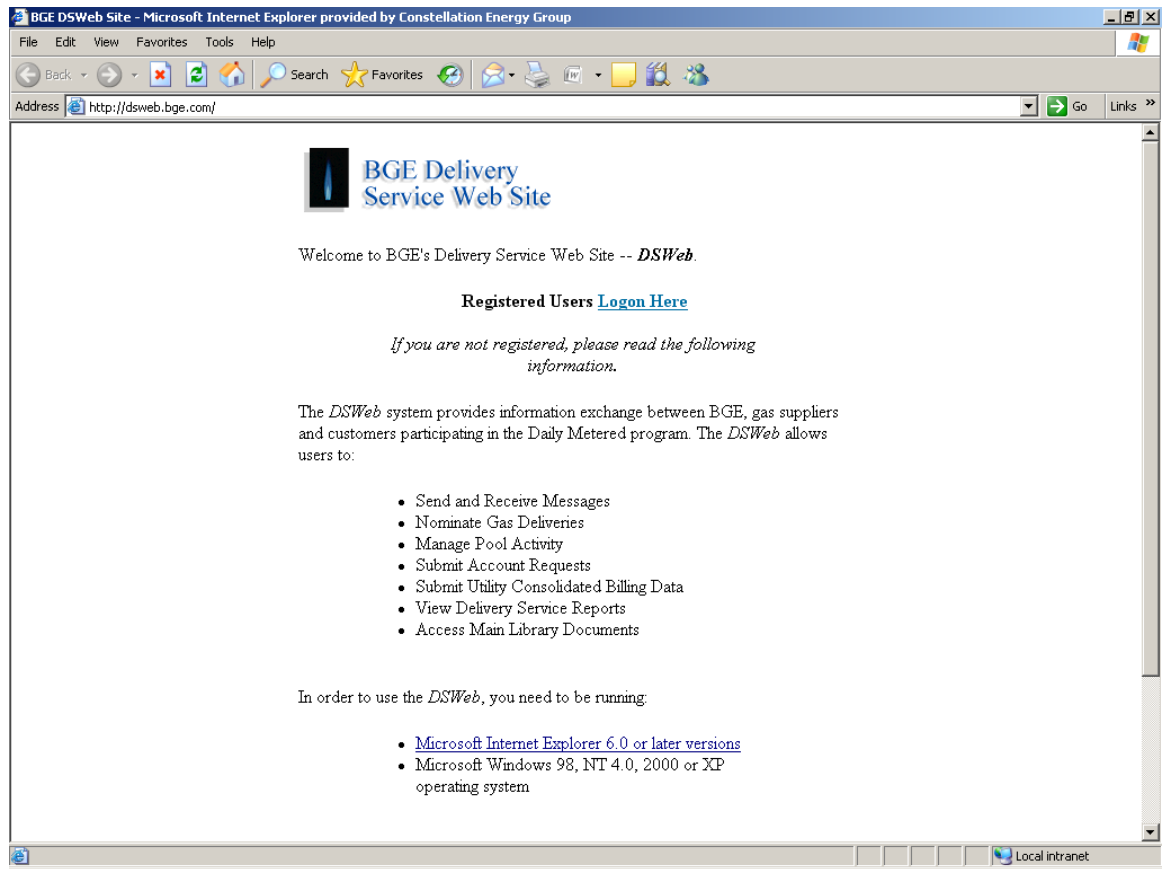 BGE DSWeb Site - Microsoft Internet Explorer provided by Constellation Energy Group
File Edit View Favorites Tools Help
Back Search Favorites
Address http://dsweb.bge.com/ Go Links »
BGE Delivery
Service Web Site
Welcome to BGE's Delivery Service Web Site -- DSWeb.
Registered Users Logon Here
If you are not registered, please read the following
information.
The DSWeb system provides information exchange between BGE, gas suppliers
and customers participating in the Daily Metered program. The DSWeb allows
users to:
• Send and Receive Messages
• Nominate Gas Deliveries
• Manage Pool Activity
• Submit Account Requests
• Submit Utility Consolidated Billing Data
• View Delivery Service Reports
• Access Main Library Documents
In order to use the DSWeb, you need to be running:
• Microsoft Internet Explorer 6.0 or later versions
• Microsoft Windows 98, NT 4.0, 2000 or XP
operating system
Local intranet